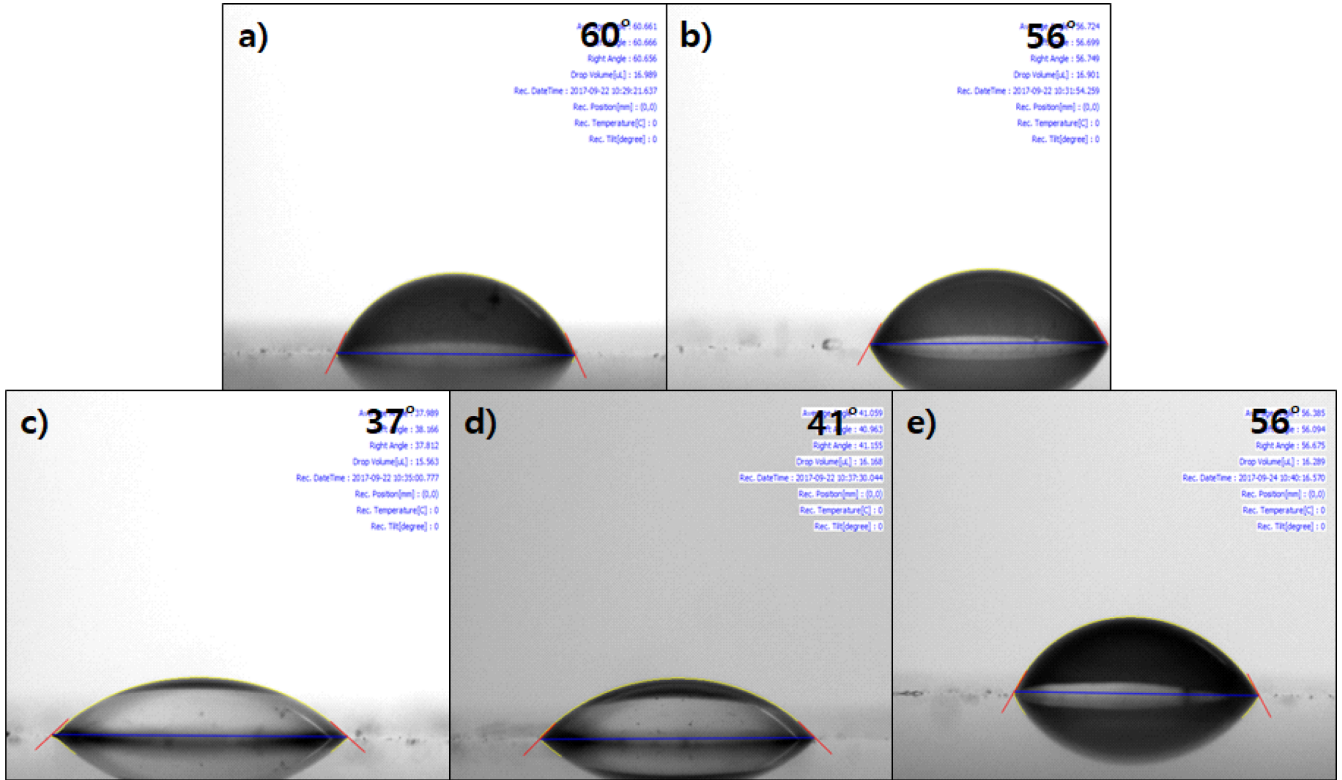 a)
60°
Average Angle : 60.661
Left Angle : 60.666
Right Angle : 60.656
Drop Volume[uL] : 16.989
Rec. DateTime : 2017-09-22 10:29:21.637
Rec. Position[mm] : (0,0)
Rec. Temperature[C] : 0
Rec. Tilt[degree] : 0
b)
56°
Average Angle : 56.724
Left Angle : 56.699
Right Angle : 56.749
Drop Volume[uL] : 16.901
Rec. DateTime : 2017-09-22 10:31:54.259
Rec. Position[mm] : (0,0)
Rec. Temperature[C] : 0
Rec. Tilt[degree] : 0
c)
37°
Average Angle : 37.989
Left Angle : 38.166
Right Angle : 37.812
Drop Volume[uL] : 15.563
Rec. DateTime : 2017-09-22 10:35:00.777
Rec. Position[mm] : (0,0)
Rec. Temperature[C] : 0
Rec. Tilt[degree] : 0
d)
41°
Average Angle : 41.059
Left Angle : 40.963
Right Angle : 41.155
Drop Volume[uL] : 16.168
Rec. DateTime : 2017-09-22 10:37:30.044
Rec. Position[mm] : (0,0)
Rec. Temperature[C] : 0
Rec. Tilt[degree] : 0
e)
56°
Average Angle : 56.385
Left Angle : 56.094
Right Angle : 56.675
Drop Volume[uL] : 16.289
Rec. DateTime : 2017-09-24 10:40:16.570
Rec. Position[mm] : (0,0)
Rec. Temperature[C] : 0
Rec. Tilt[degree] : 0